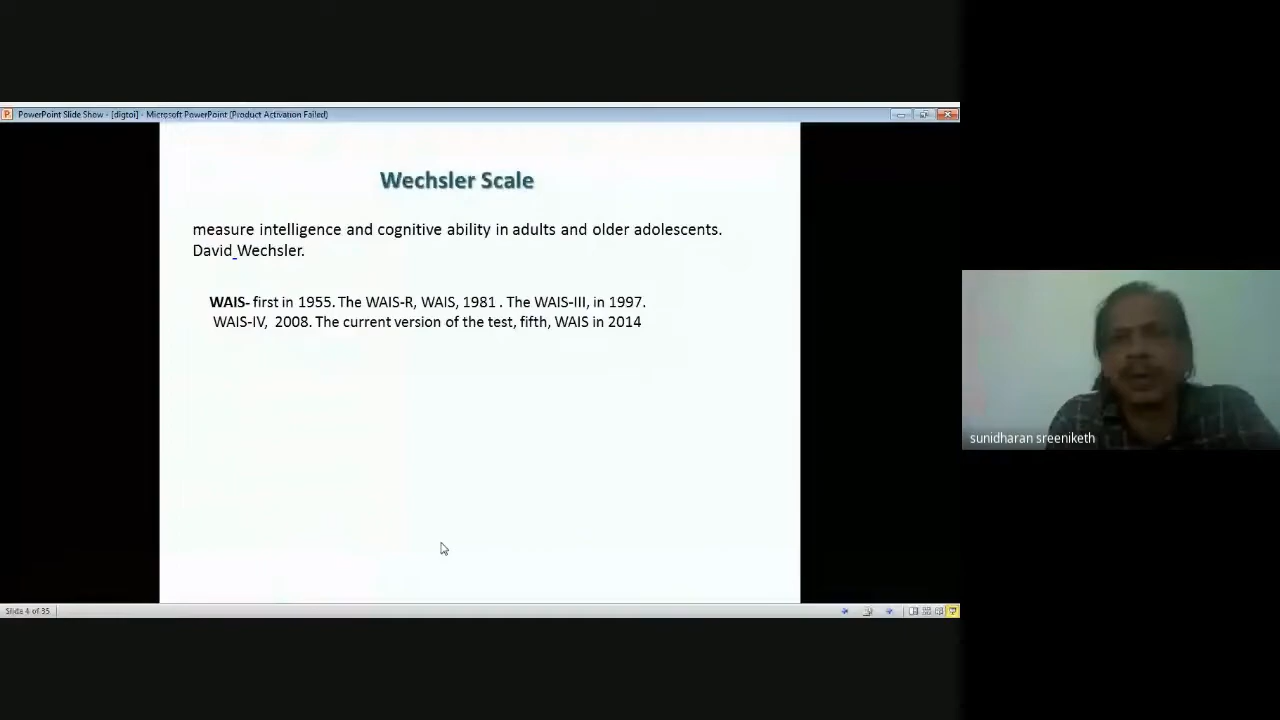 PowerPoint Slide Show - [digtoi] - Microsoft PowerPoint (Product Activation Failed)
Wechsler Scale
measure intelligence and cognitive ability in adults and older adolescents.
David Wechsler.
WAIS- first in 1955. The WAIS-R, WAIS, 1981 . The WAIS-III, in 1997.
WAIS-IV, 2008. The current version of the test, fifth, WAIS in 2014
sunidharan sreeniketh
Slide 4 of 35